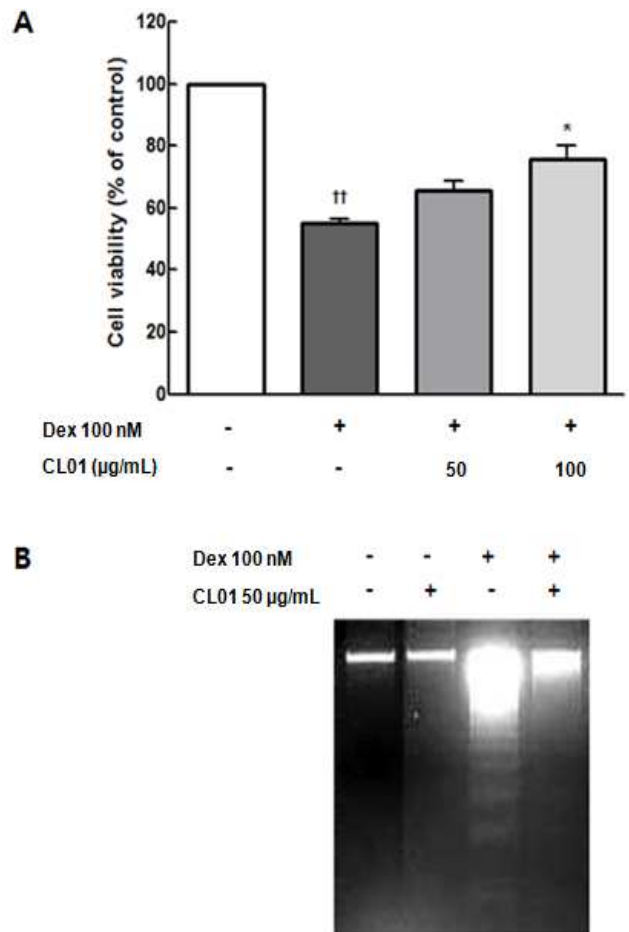 A
Cell viability (% of control)
120
100
80
60
40
20
0
††
*
Dex 100 nM - + + +
CL01 (µg/mL) - - 50 100
B
Dex 100 nM - - + +
CL01 50 µg/mL - + - +